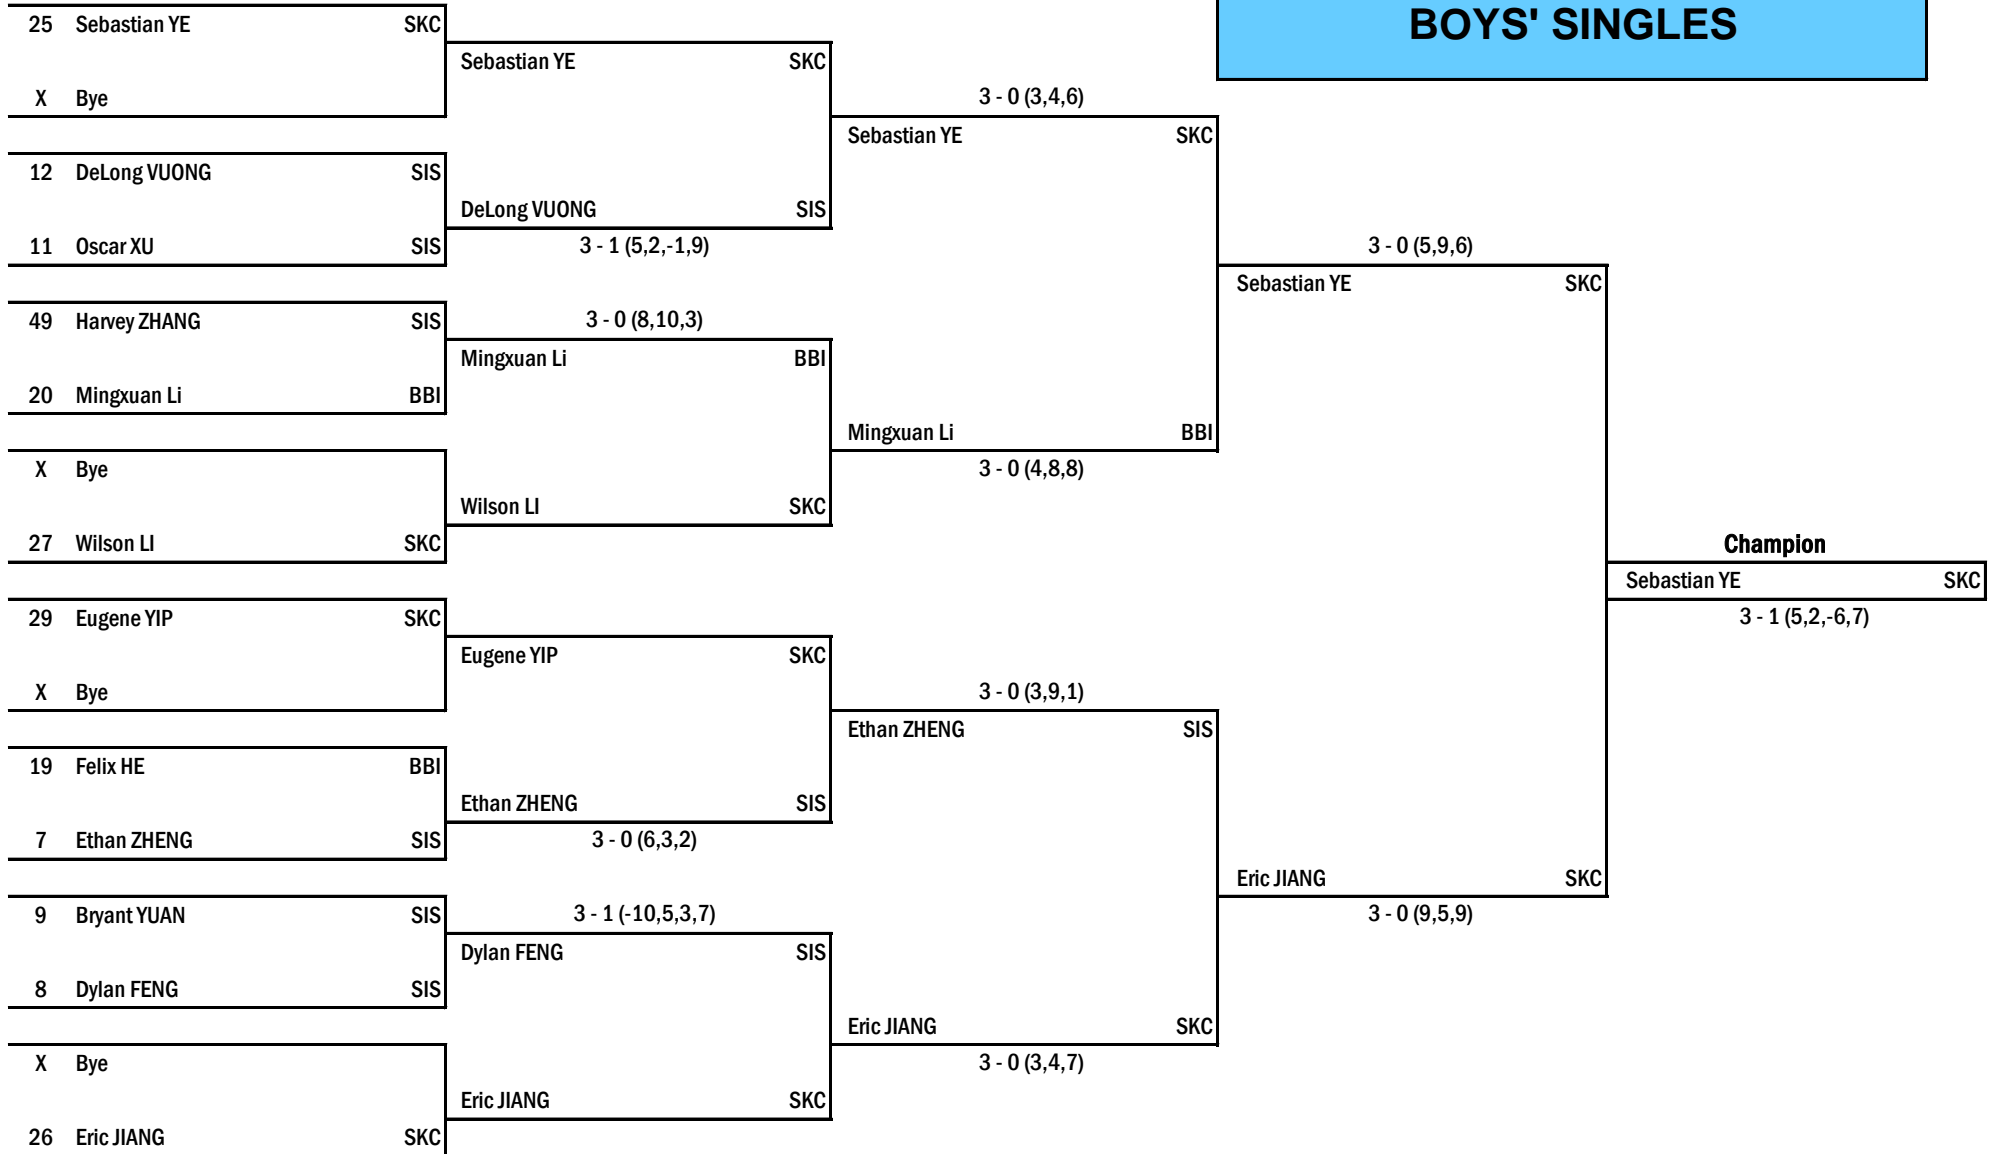 BOYS' SINGLES
25 Sebastian YE SKC
Sebastian YE SKC
X Bye
3 - 0 (3,4,6)
Sebastian YE SKC
12 DeLong VUONG SIS
DeLong VUONG SIS
11 Oscar XU SIS
3 - 1 (5,2,-1,9)
3 - 0 (5,9,6)
Sebastian YE SKC
49 Harvey ZHANG SIS
3 - 0 (8,10,3)
Mingxuan Li BBI
20 Mingxuan Li BBI
Mingxuan Li BBI
X Bye
3 - 0 (4,8,8)
Wilson LI SKC
27 Wilson LI SKC
Champion
Sebastian YE SKC
3 - 1 (5,2,-6,7)
29 Eugene YIP SKC
Eugene YIP SKC
X Bye
3 - 0 (3,9,1)
Ethan ZHENG SIS
19 Felix HE BBI
Ethan ZHENG SIS
7 Ethan ZHENG SIS
3 - 0 (6,3,2)
Eric JIANG SKC
9 Bryant YUAN SIS
3 - 1 (-10,5,3,7)
3 - 0 (9,5,9)
Dylan FENG SIS
8 Dylan FENG SIS
Eric JIANG SKC
X Bye
3 - 0 (3,4,7)
Eric JIANG SKC
26 Eric JIANG SKC